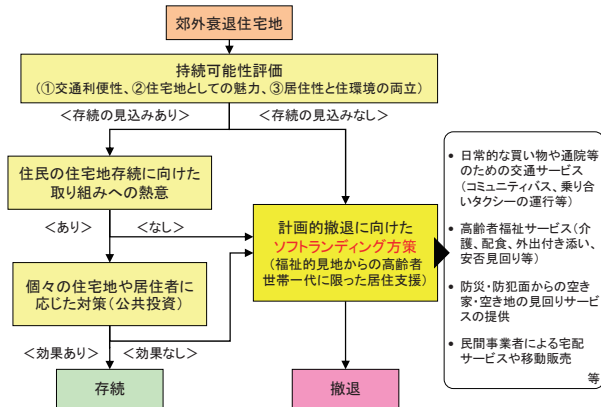 郊外衰退住宅地
持続可能性評価
(①交通利便性、②住宅地としての魅力、③居住性と住環境の両立)
＜存続の見込みあり＞
＜存続の見込みなし＞
住民の住宅地存続に向けた
取り組みへの熱意
＜あり＞
＜なし＞
個々の住宅地や居住者に
応じた対策(公共投資)
＜効果あり＞
＜効果なし＞
計画的撤退に向けた
ソフトランディング方策
(福祉的見地からの高齢者
世帯一代に限った居住支援)
• 日常的な買い物や通院等
のための交通サービス
(コミュニティバス、乗り合
いタクシーの運行等)
• 高齢者福祉サービス(介
護、配食、外出付き添い、
安否見回り等)
• 防災・防犯面からの空き
家・空き地の見回りサービ
スの提供
• 民間事業者による宅配
サービスや移動販売
等
存続
撤退